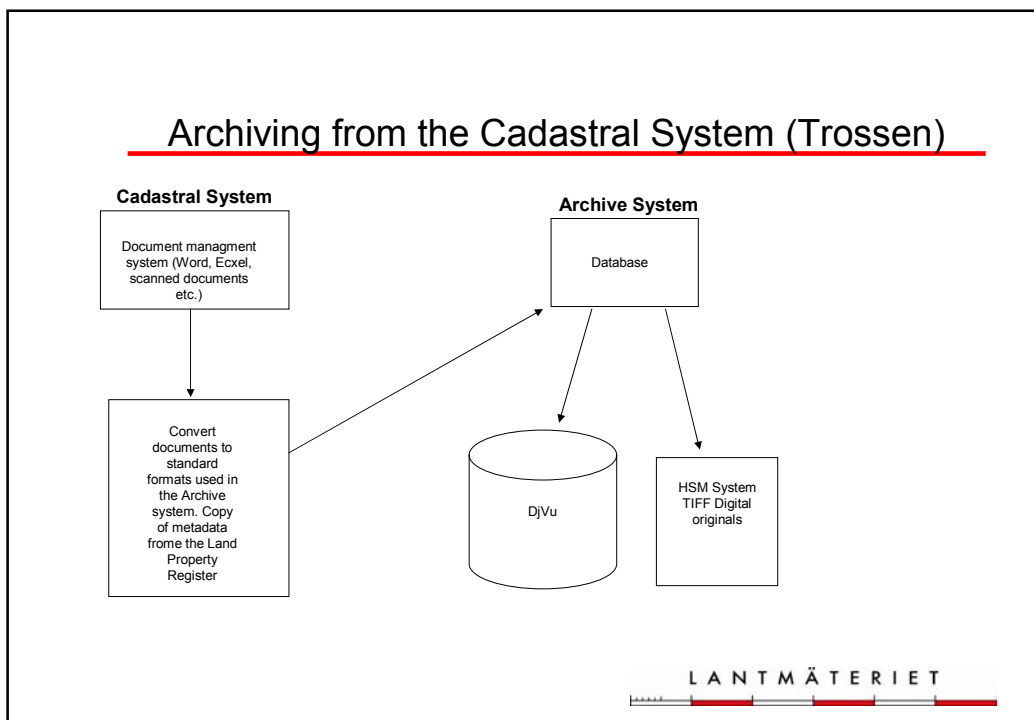 Archiving from the Cadastral System (Trossen)
Cadastral System
Document managment
system (Word, Ecxel,
scanned documents
etc.)
Convert
documents to
standard
formats used in
the Archive
system. Copy
of metadata
frome the Land
Property
Register
Archive System
Database
DjVu
HSM System
TIFF Digital
originals
LANTMÄTERIET